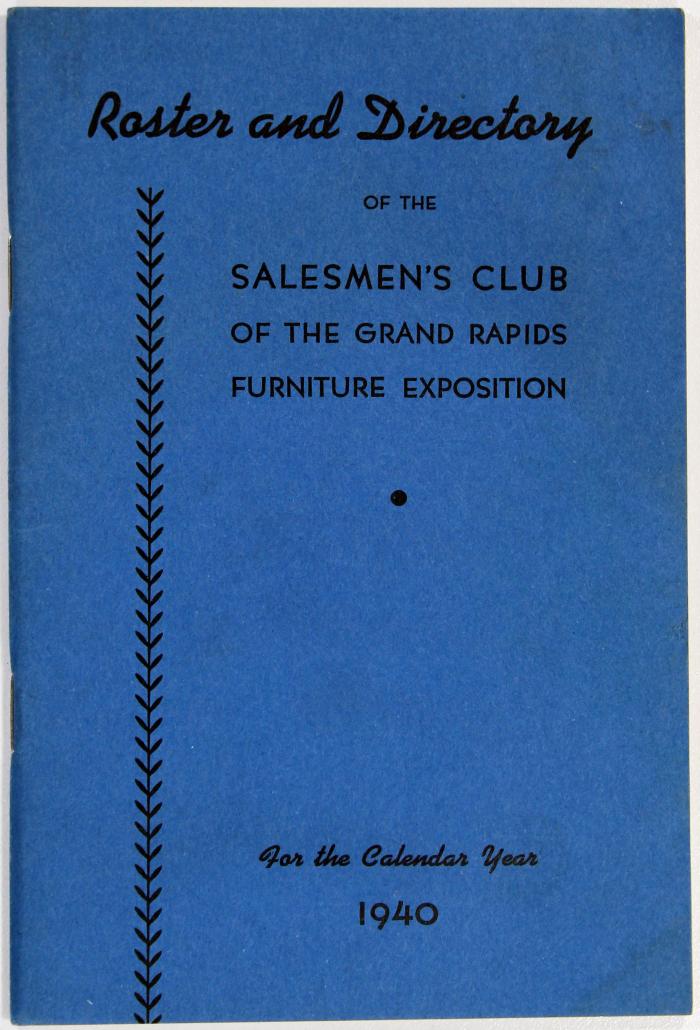 Roster and Directory
OF THE
SALESMEN'S CLUB
OF THE GRAND RAPIDS
FURNITURE EXPOSITION
For the Calendar Year
1940